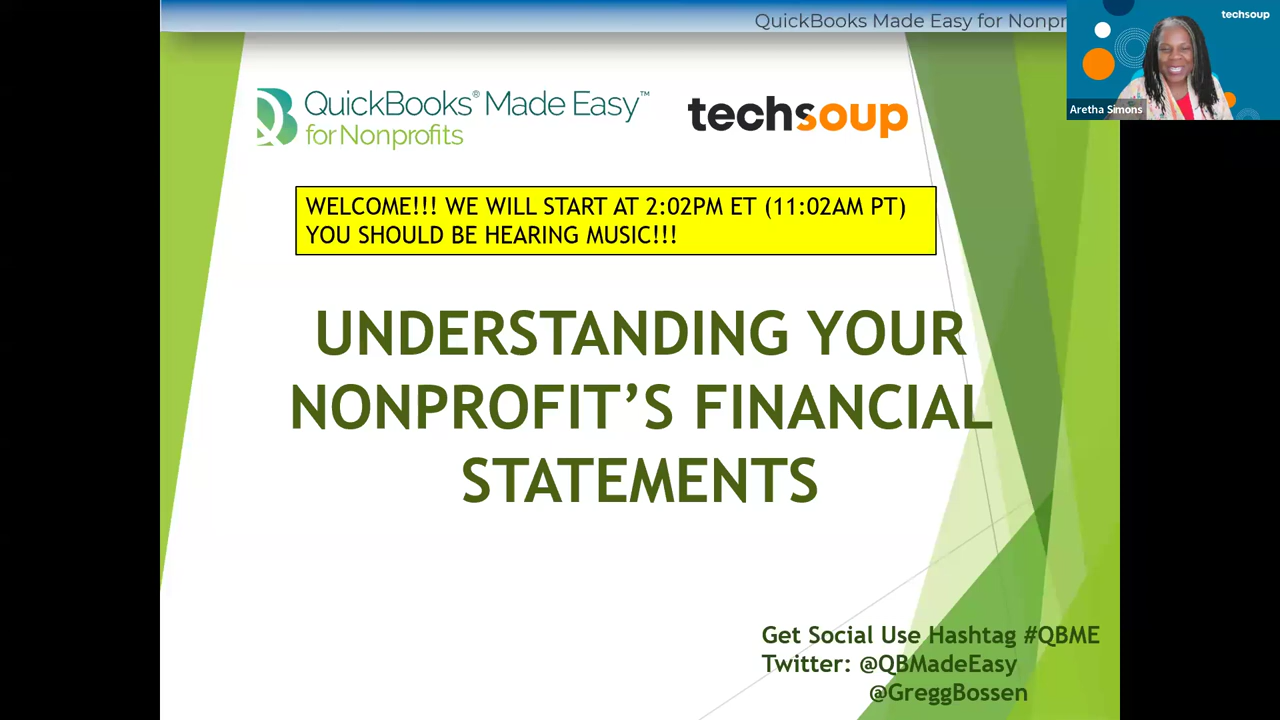 QuickBooks Made Easy for Nonpr
techsoup
Aretha Simons
QuickBooks® Made Easy™
for Nonprofits
techsoup
WELCOME!!! WE WILL START AT 2:02PM ET (11:02AM PT)
YOU SHOULD BE HEARING MUSIC!!!
UNDERSTANDING YOUR
NONPROFIT’S FINANCIAL
STATEMENTS
Get Social Use Hashtag #QBME
Twitter: @QBMadeEasy
@GreggBossen